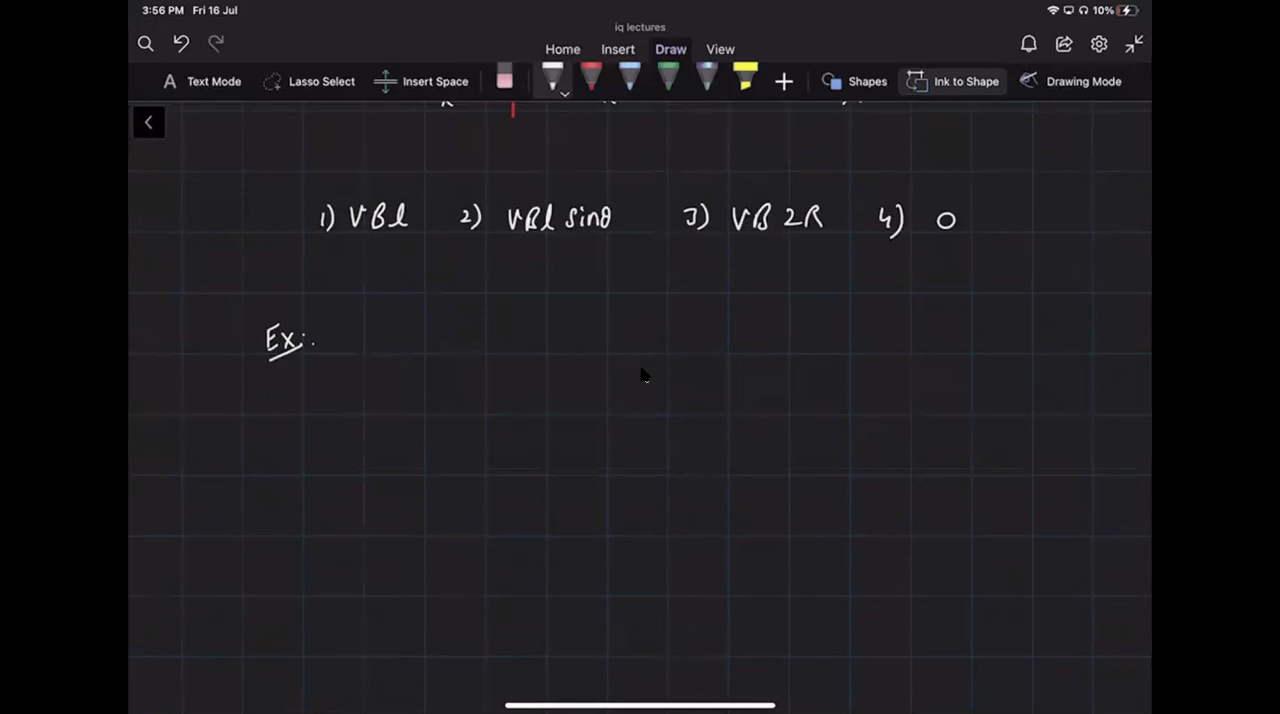 3:56 PM Fri 16 Jul 10%
iq lectures
Home Insert Draw View
Text Mode Lasso Select Insert Space Shapes Ink to Shape Drawing Mode
1) VBl 2) VBl sinθ 3) VB 2R 4) 0
Ex:.